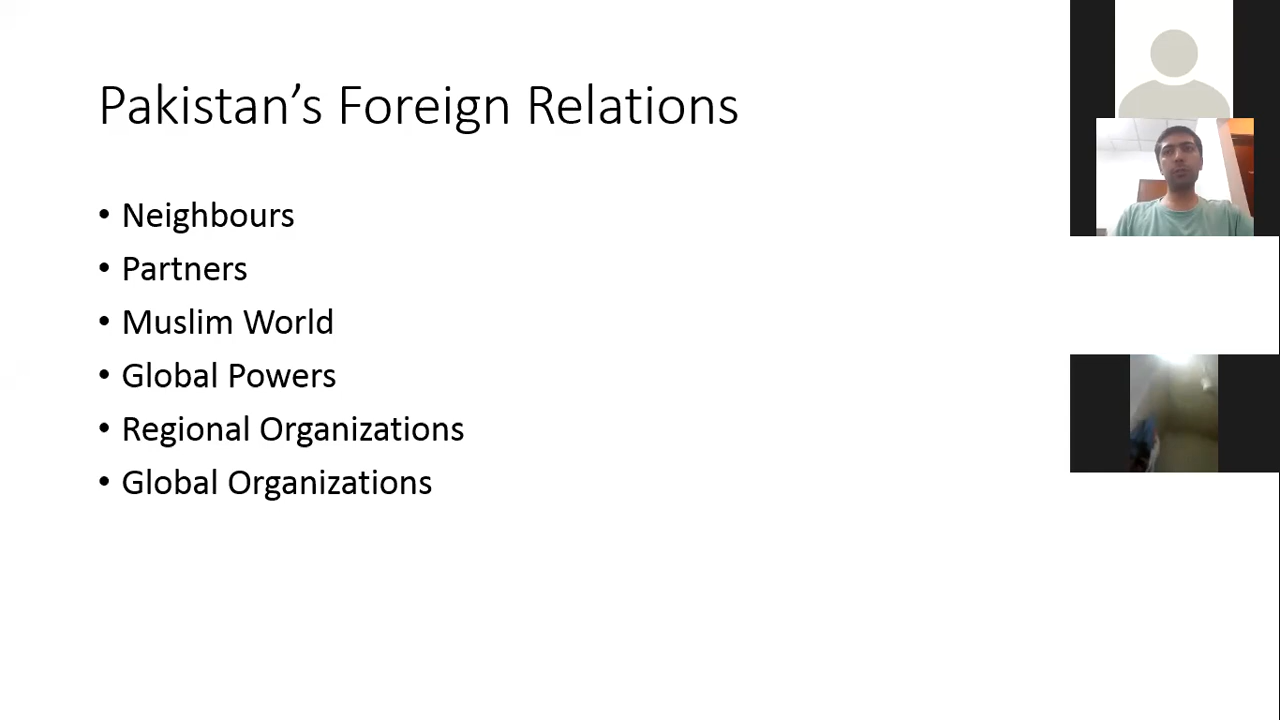 Pakistan’s Foreign Relations
• Neighbours
• Partners
• Muslim World
• Global Powers
• Regional Organizations
• Global Organizations